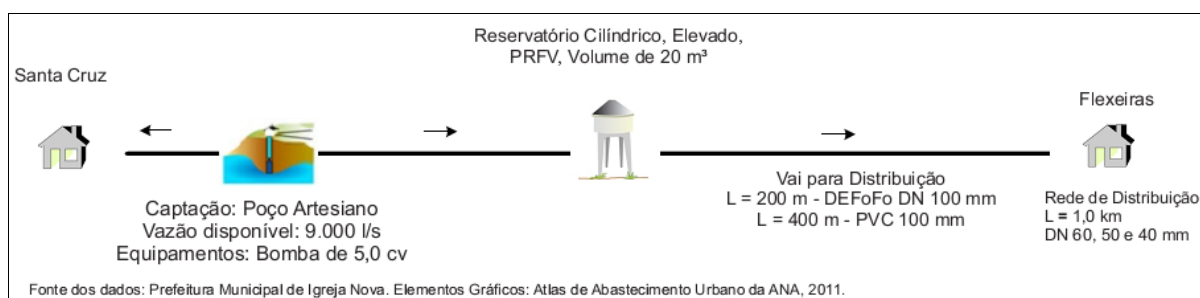 Reservatório Cilíndrico, Elevado,
PRFV, Volume de 20 m³
Santa Cruz
Flexeiras
Captação: Poço Artesiano
Vazão disponível: 9.000 l/s
Equipamentos: Bomba de 5,0 cv
Vai para Distribuição
L = 200 m - DEFoFo DN 100 mm
L = 400 m - PVC 100 mm
Rede de Distribuição
L = 1,0 km
DN 60, 50 e 40 mm
Fonte dos dados: Prefeitura Municipal de Igreja Nova. Elementos Gráficos: Atlas de Abastecimento Urbano da ANA, 2011.